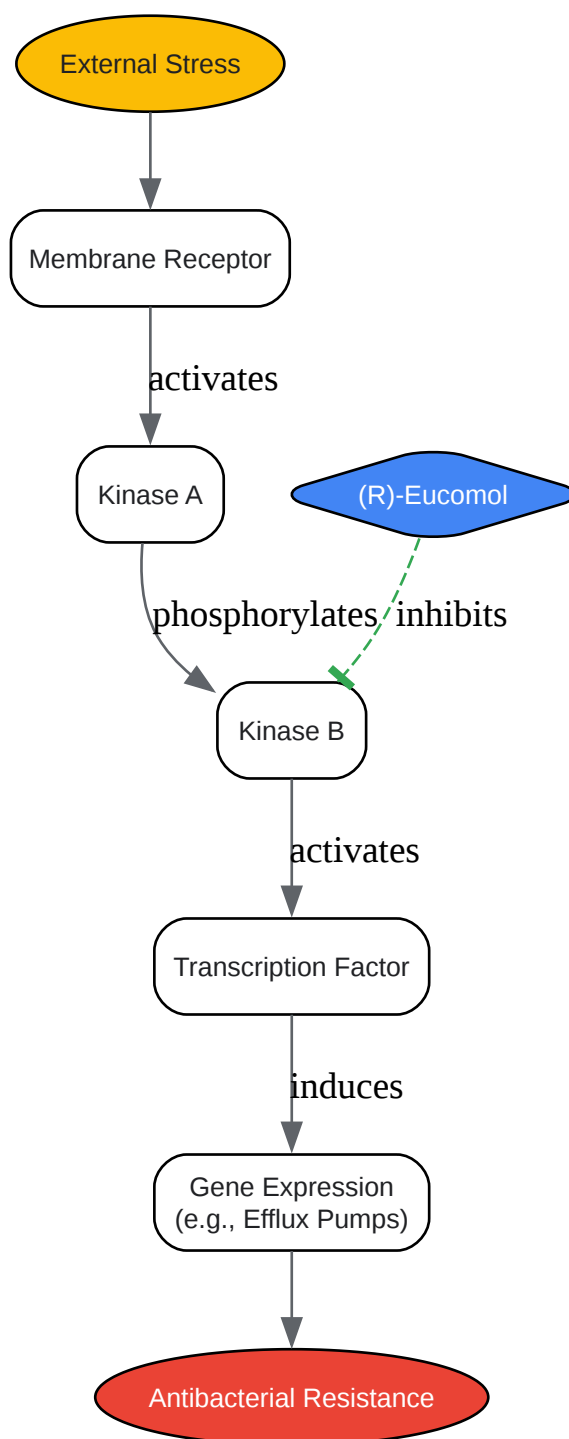 External Stress
Membrane Receptor
activates
Kinase A
(R)-Eucomol
phosphorylates
inhibits
Kinase B
activates
Transcription Factor
induces
Gene Expression
(e.g., Efflux Pumps)
Antibacterial Resistance